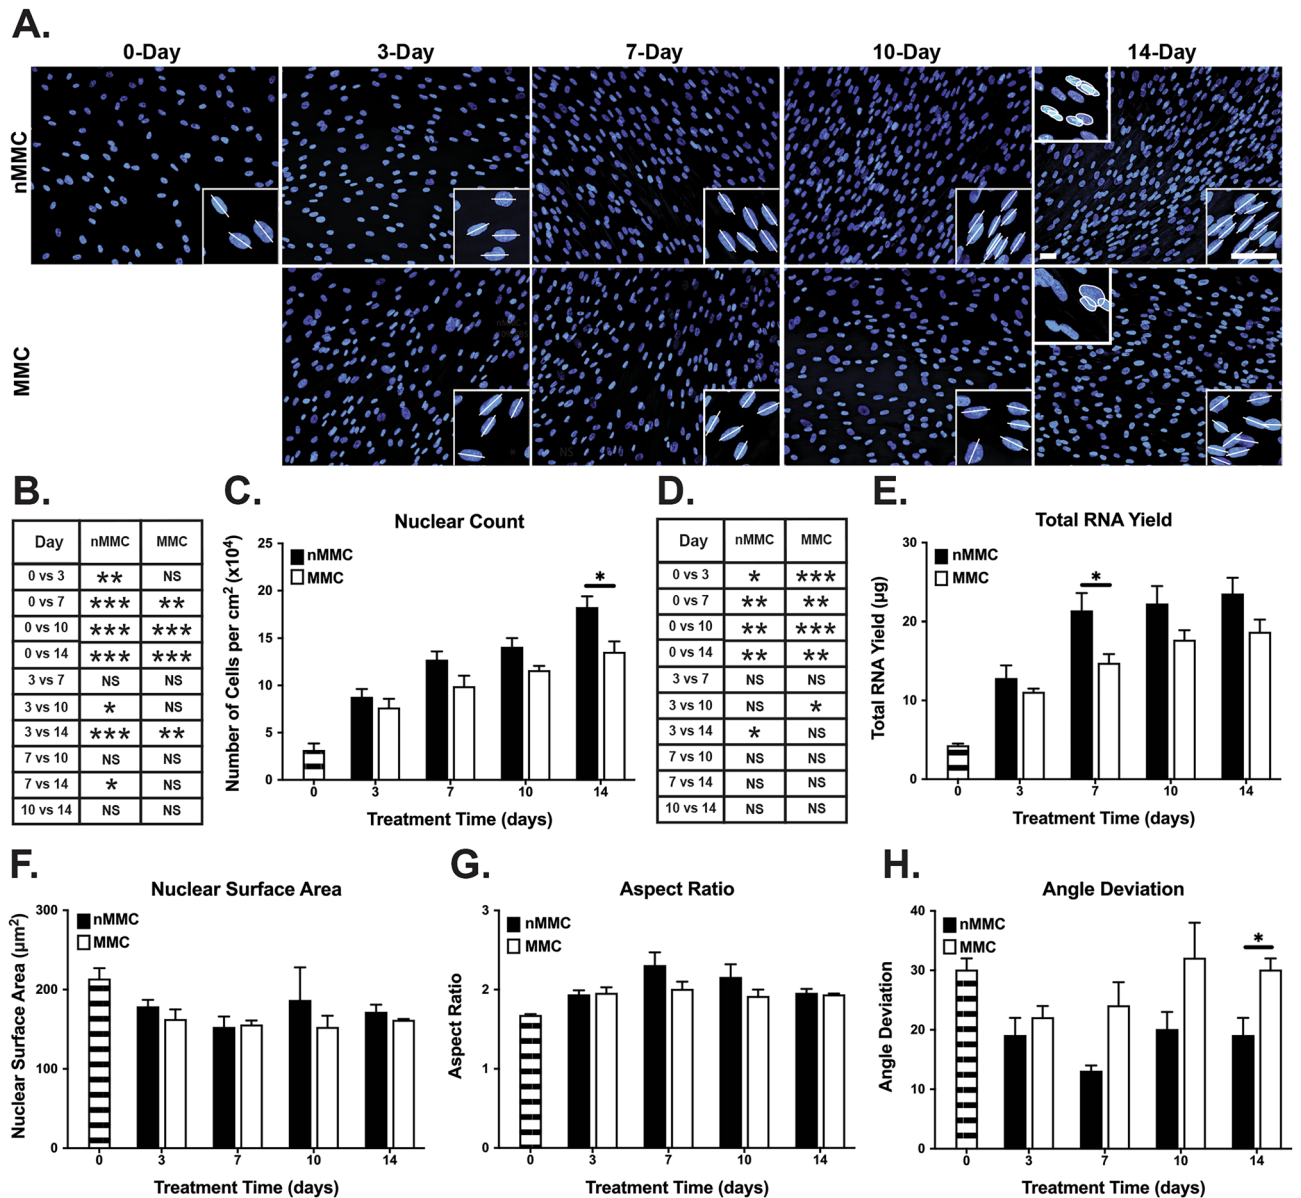 A.
0-Day 3-Day 7-Day 10-Day 14-Day
nMMC
MMC
NS
B.
Day nMMC MMC
0 vs 3 ** NS
0 vs 7 *** **
0 vs 10 *** ***
0 vs 14 *** ***
3 vs 7 NS NS
3 vs 10 * NS
3 vs 14 *** **
7 vs 10 NS NS
7 vs 14 * NS
10 vs 14 NS NS
C.
Nuclear Count
nMMC
MMC
*
Number of Cells per cm2 (x10⁴)
25
20
15
10
5
0
0 3 7 10 14
Treatment Time (days)
D.
Day nMMC MMC
0 vs 3 * ***
0 vs 7 ** **
0 vs 10 ** ***
0 vs 14 ** **
3 vs 7 NS NS
3 vs 10 NS *
3 vs 14 * NS
7 vs 10 NS NS
7 vs 14 NS NS
10 vs 14 NS NS
E.
Total RNA Yield
nMMC
MMC
*
Total RNA Yield (µg)
30
20
10
0
0 3 7 10 14
Treatment Time (days)
F.
Nuclear Surface Area
nMMC
MMC
Nuclear Surface Area (µm²)
300
200
100
0
0 3 7 10 14
Treatment Time (days)
G.
Aspect Ratio
nMMC
MMC
Aspect Ratio
3
2
1
0
0 3 7 10 14
Treatment Time (days)
H.
Angle Deviation
nMMC
MMC
*
Angle Deviation
40
30
20
10
0
0 3 7 10 14
Treatment Time (days)